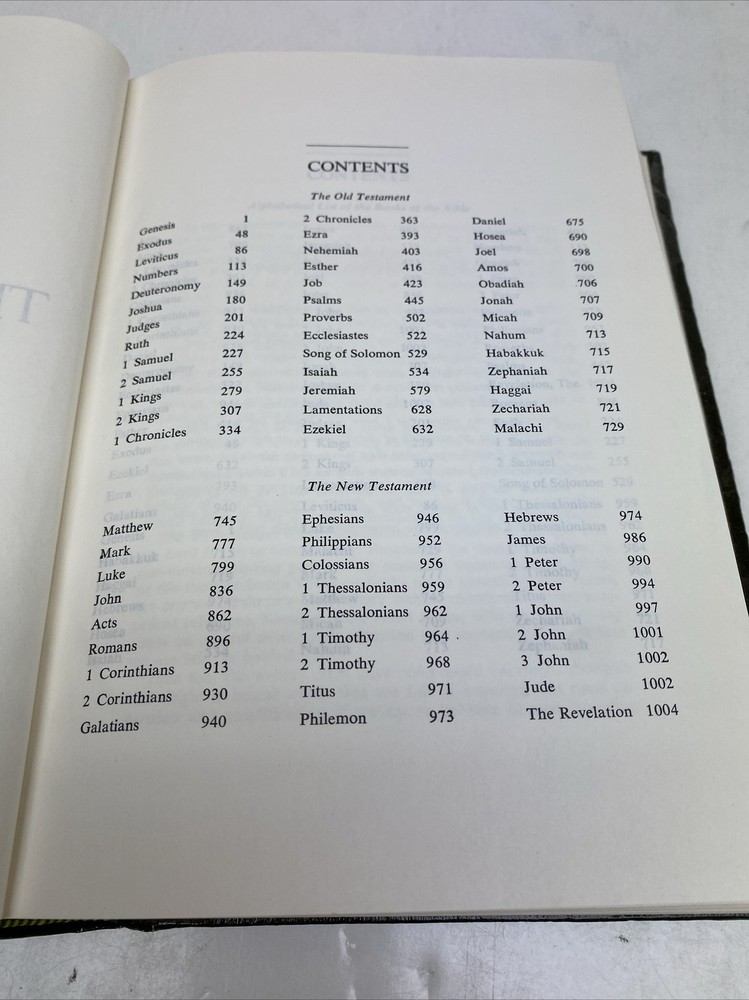 CONTENTS
The Old Testament
Genesis 1
Exodus 48
Leviticus 86
Numbers 113
Deuteronomy 149
Joshua 180
Judges 201
Ruth 224
1 Samuel 227
2 Samuel 255
1 Kings 279
2 Kings 307
1 Chronicles 334
2 Chronicles 363
Ezra 393
Nehemiah 403
Esther 416
Job 423
Psalms 445
Proverbs 502
Ecclesiastes 522
Song of Solomon 529
Isaiah 534
Jeremiah 579
Lamentations 628
Ezekiel 632
Daniel 675
Hosea 690
Joel 698
Amos 700
Obadiah 706
Jonah 707
Micah 709
Nahum 713
Habakkuk 715
Zephaniah 717
Haggai 719
Zechariah 721
Malachi 729
The New Testament
Matthew 745
Mark 777
Luke 799
John 836
Acts 862
Romans 896
1 Corinthians 913
2 Corinthians 930
Galatians 940
Ephesians 946
Philippians 952
Colossians 956
1 Thessalonians 959
2 Thessalonians 962
1 Timothy 964
2 Timothy 968
Titus 971
Philemon 973
Hebrews 974
James 986
1 Peter 990
2 Peter 994
1 John 997
2 John 1001
3 John 1002
Jude 1002
The Revelation 1004